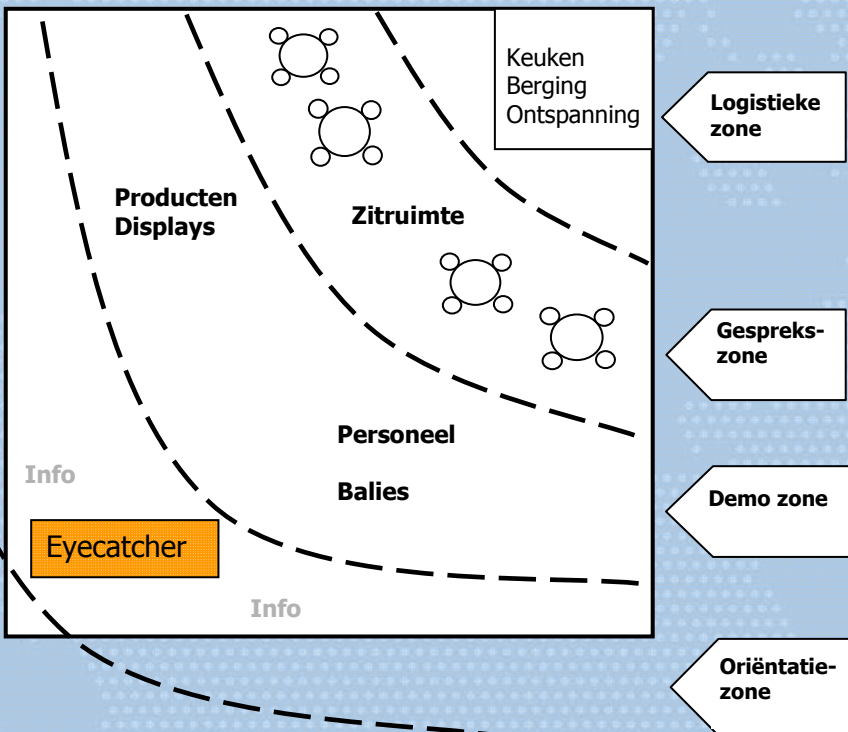 Keuken
Berging
Ontspanning
Logistieke
zone
Producten
Displays
Zitruimte
Gespreks-
zone
Personeel
Balies
Info
Demo zone
Eyecatcher
Info
Oriëntatie-
zone